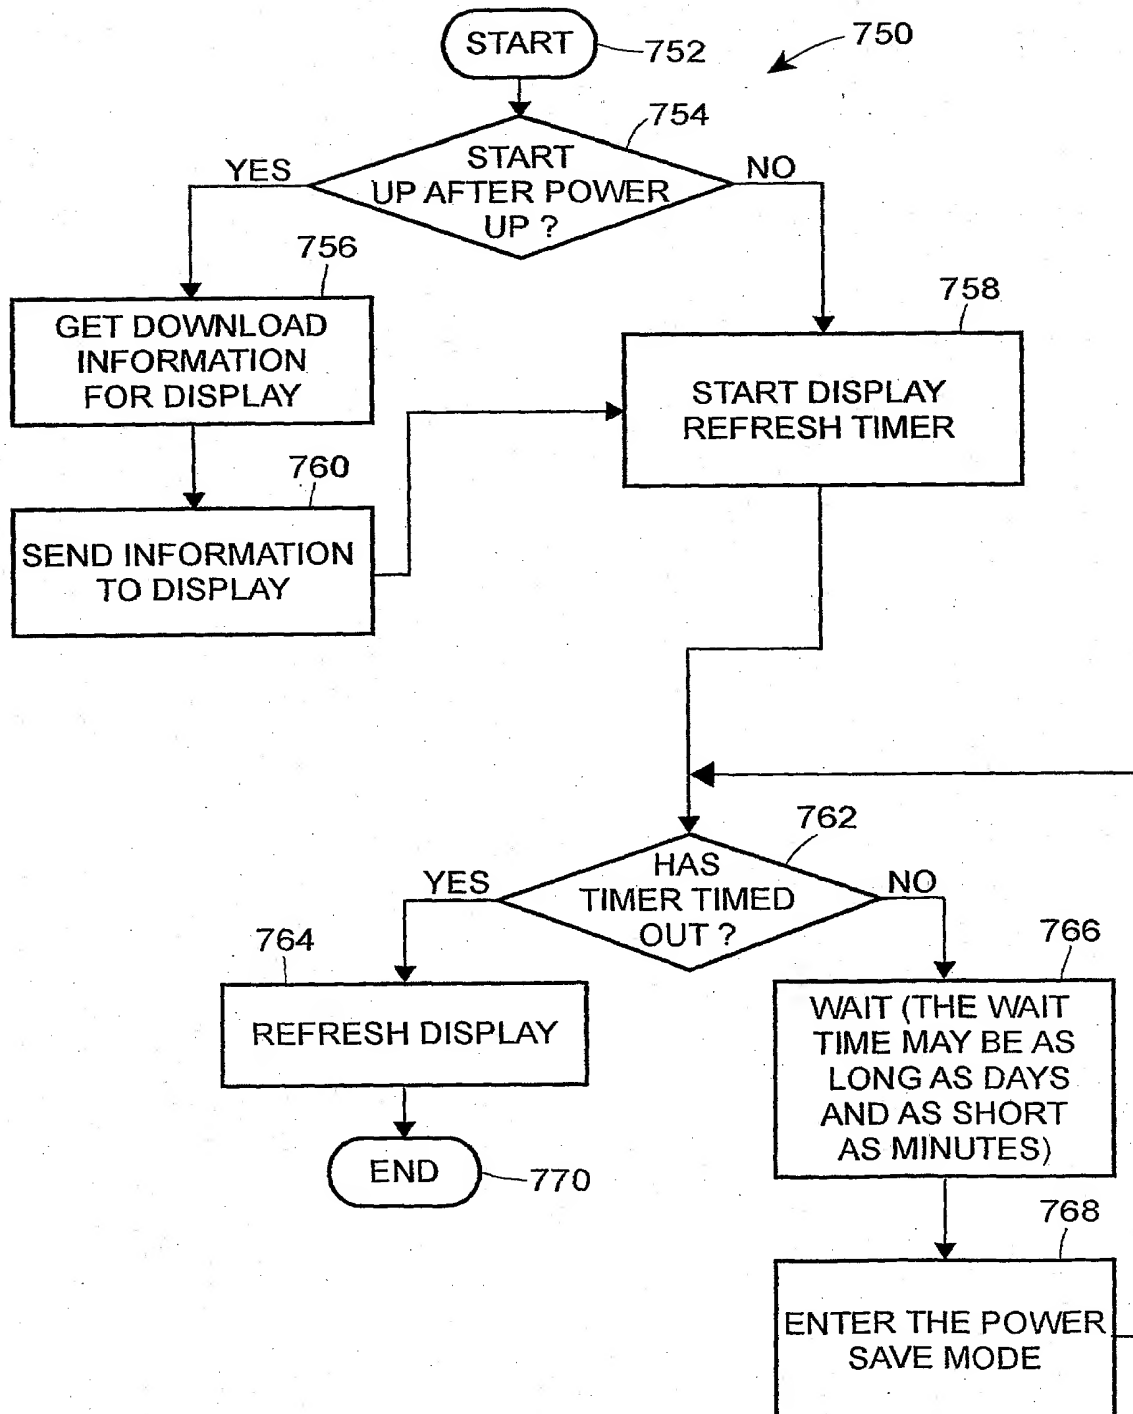 START
752
750
754
START
UP AFTER POWER
UP ?
YES
NO
756
GET DOWNLOAD
INFORMATION
FOR DISPLAY
758
START DISPLAY
REFRESH TIMER
760
SEND INFORMATION
TO DISPLAY
762
HAS
TIMER TIMED
OUT ?
YES
NO
764
REFRESH DISPLAY
766
WAIT (THE WAIT
TIME MAY BE AS
LONG AS DAYS
AND AS SHORT
AS MINUTES)
END
770
768
ENTER THE POWER
SAVE MODE